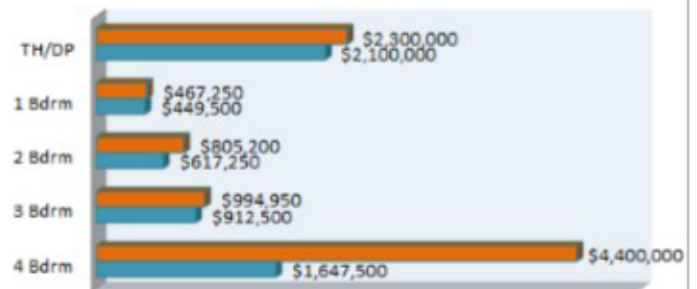 TH/DP
$2,300,000
$2,100,000
1 Bdrm
$467,250
$449,500
2 Bdrm
$805,200
$617,250
3 Bdrm
$994,950
$912,500
4 Bdrm
$4,400,000
$1,647,500